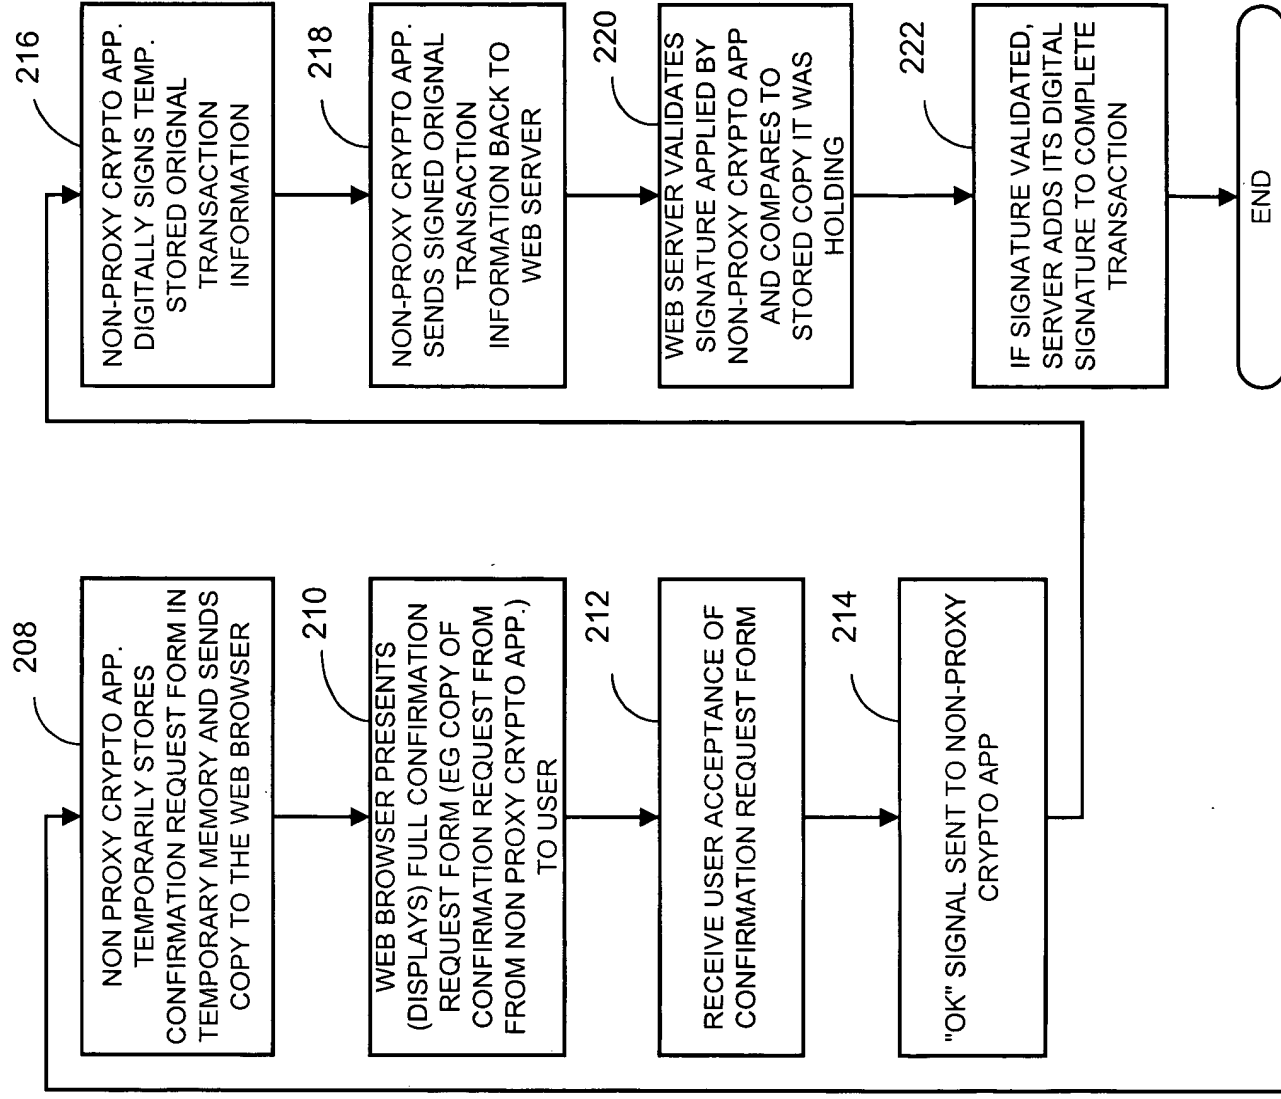 208
NON PROXY CRYPTO APP.
TEMPORARILY STORES
CONFIRMATION REQUEST FORM IN
TEMPORARY MEMORY AND SENDS
COPY TO THE WEB BROWSER
210
WEB BROWSER PRESENTS
(DISPLAYS) FULL CONFIRMATION
REQUEST FORM (EG COPY OF
CONFIRMATION REQUEST FROM
FROM NON PROXY CRYPTO APP.)
TO USER
212
RECEIVE USER ACCEPTANCE OF
CONFIRMATION REQUEST FORM
214
"OK" SIGNAL SENT TO NON-PROXY
CRYPTO APP
216
NON-PROXY CRYPTO APP.
DIGITALLY SIGNS TEMP.
STORED ORIGNAL
TRANSACTION
INFORMATION
218
NON-PROXY CRYPTO APP.
SENDS SIGNED ORIGNAL
TRANSACTION
INFORMATION BACK TO
WEB SERVER
220
WEB SERVER VALIDATES
SIGNATURE APPLIED BY
NON-PROXY CRYPTO APP
AND COMPARES TO
STORED COPY IT WAS
HOLDING
222
IF SIGNATURE VALIDATED,
SERVER ADDS ITS DIGITAL
SIGNATURE TO COMPLETE
TRANSACTION
END